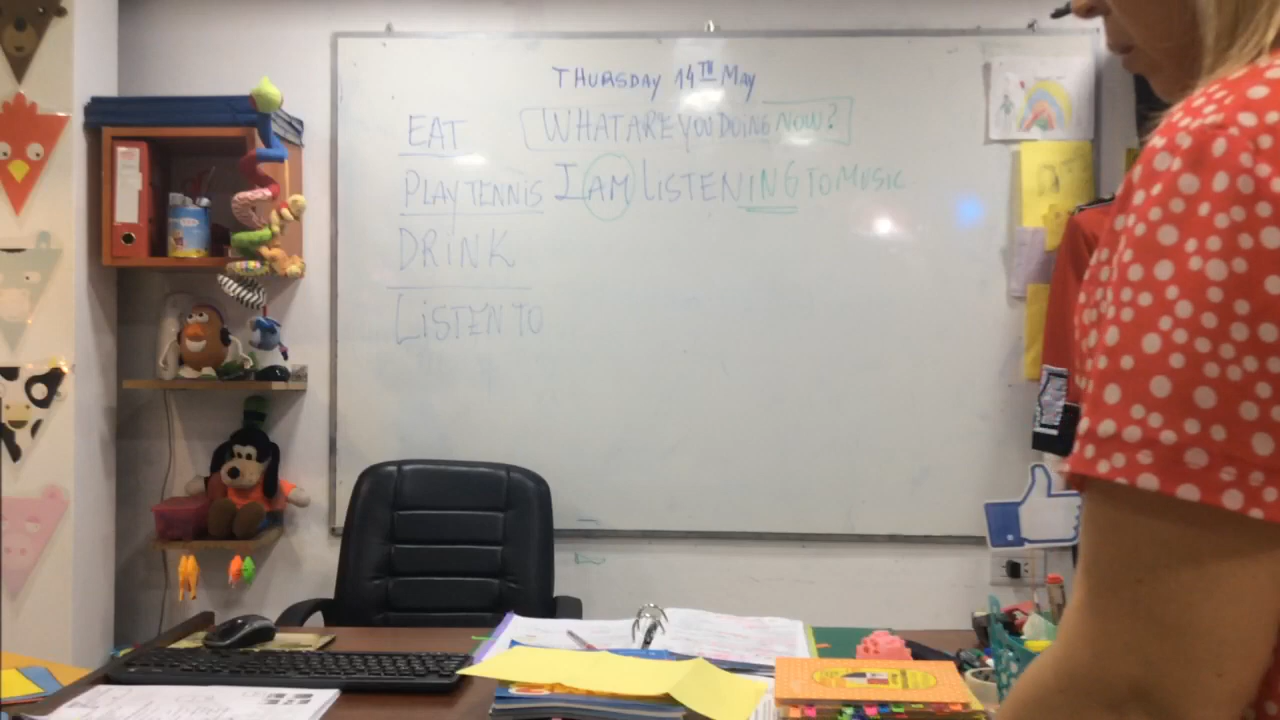 THURSDAY 14TH MAY
EAT
WHAT ARE YOU DOING NOW?
PLAY TENNIS
I AM LISTENING TO MUSIC
DRINK
LISTEN TO